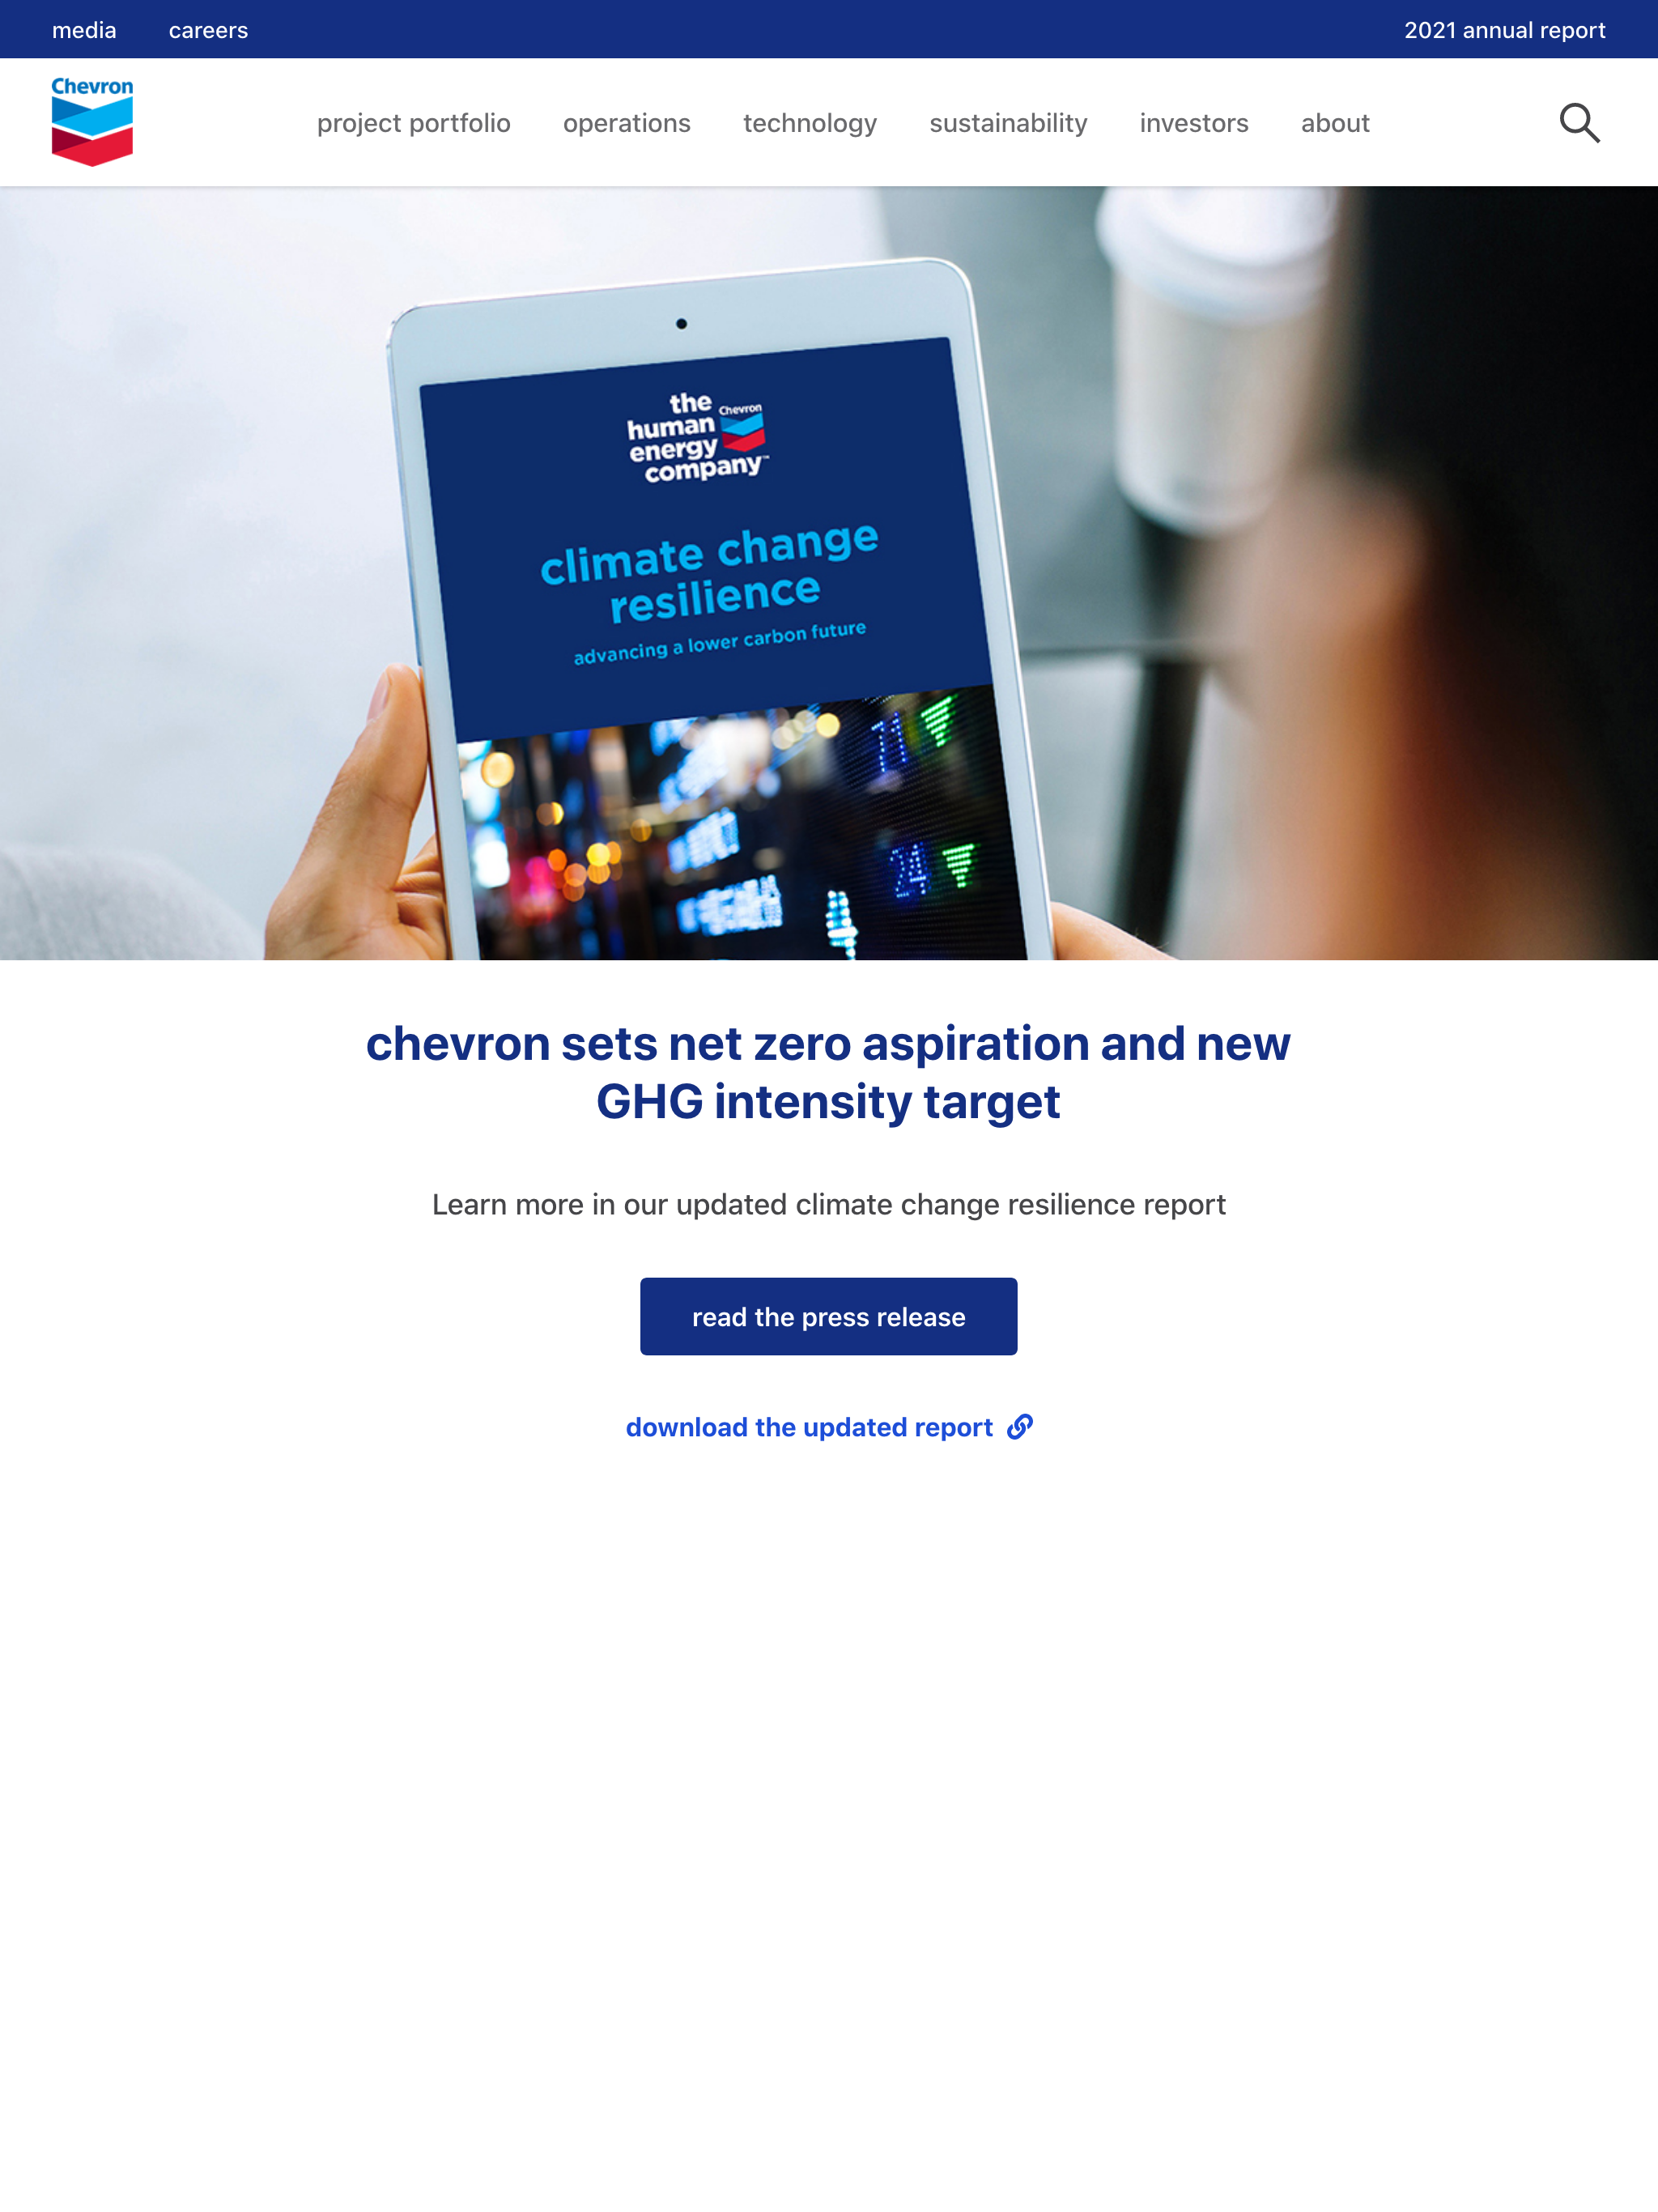 media careers 2021 annual report
Chevron
project portfolio operations technology sustainability investors about
the
human
energy
company™
Chevron
climate change
resilience
advancing a lower carbon future
11
24
chevron sets net zero aspiration and new
GHG intensity target
Learn more in our updated climate change resilience report
read the press release
download the updated report